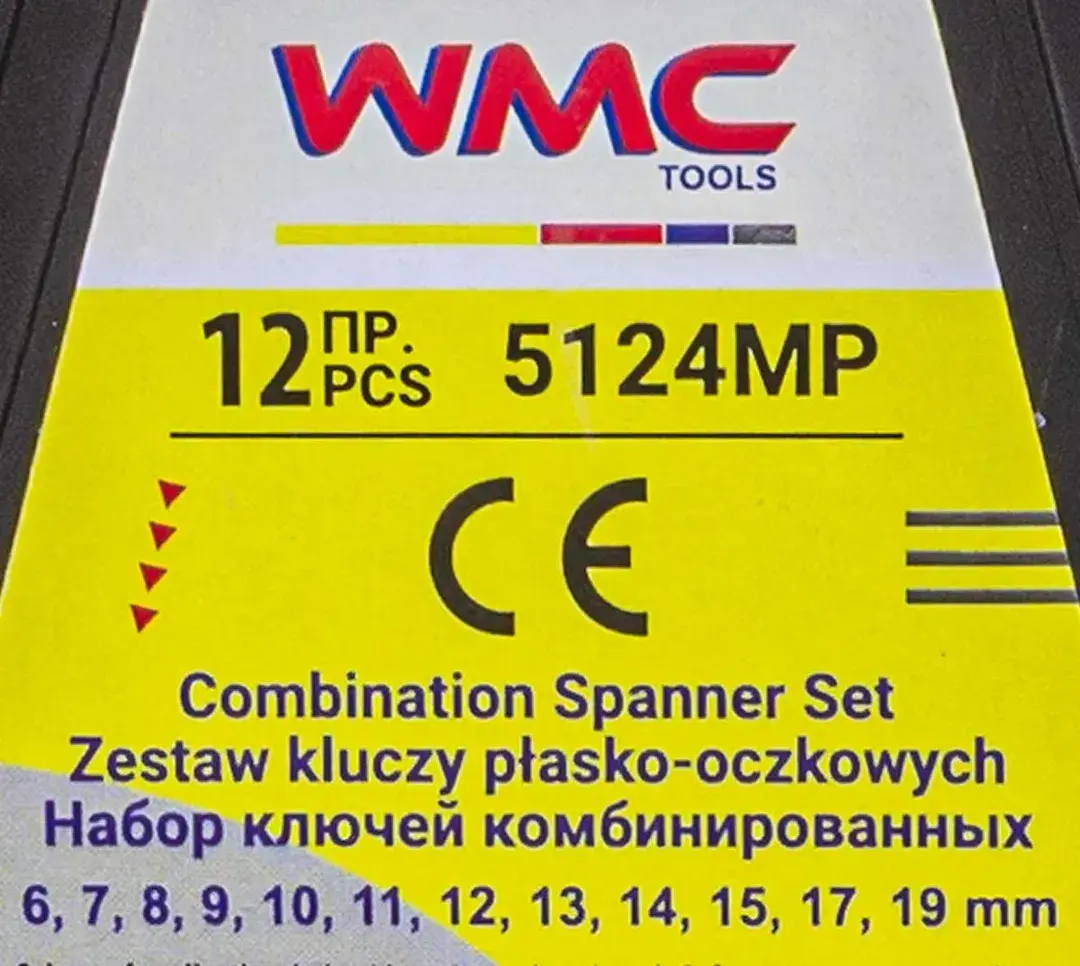 WMC
TOOLS
12 ПР. PCS 5124MP
CE
Combination Spanner Set
Zestaw kluczy płasko-oczkowych
Набор ключей комбинированных
6, 7, 8, 9, 10, 11, 12, 13, 14, 15, 17, 19 mm